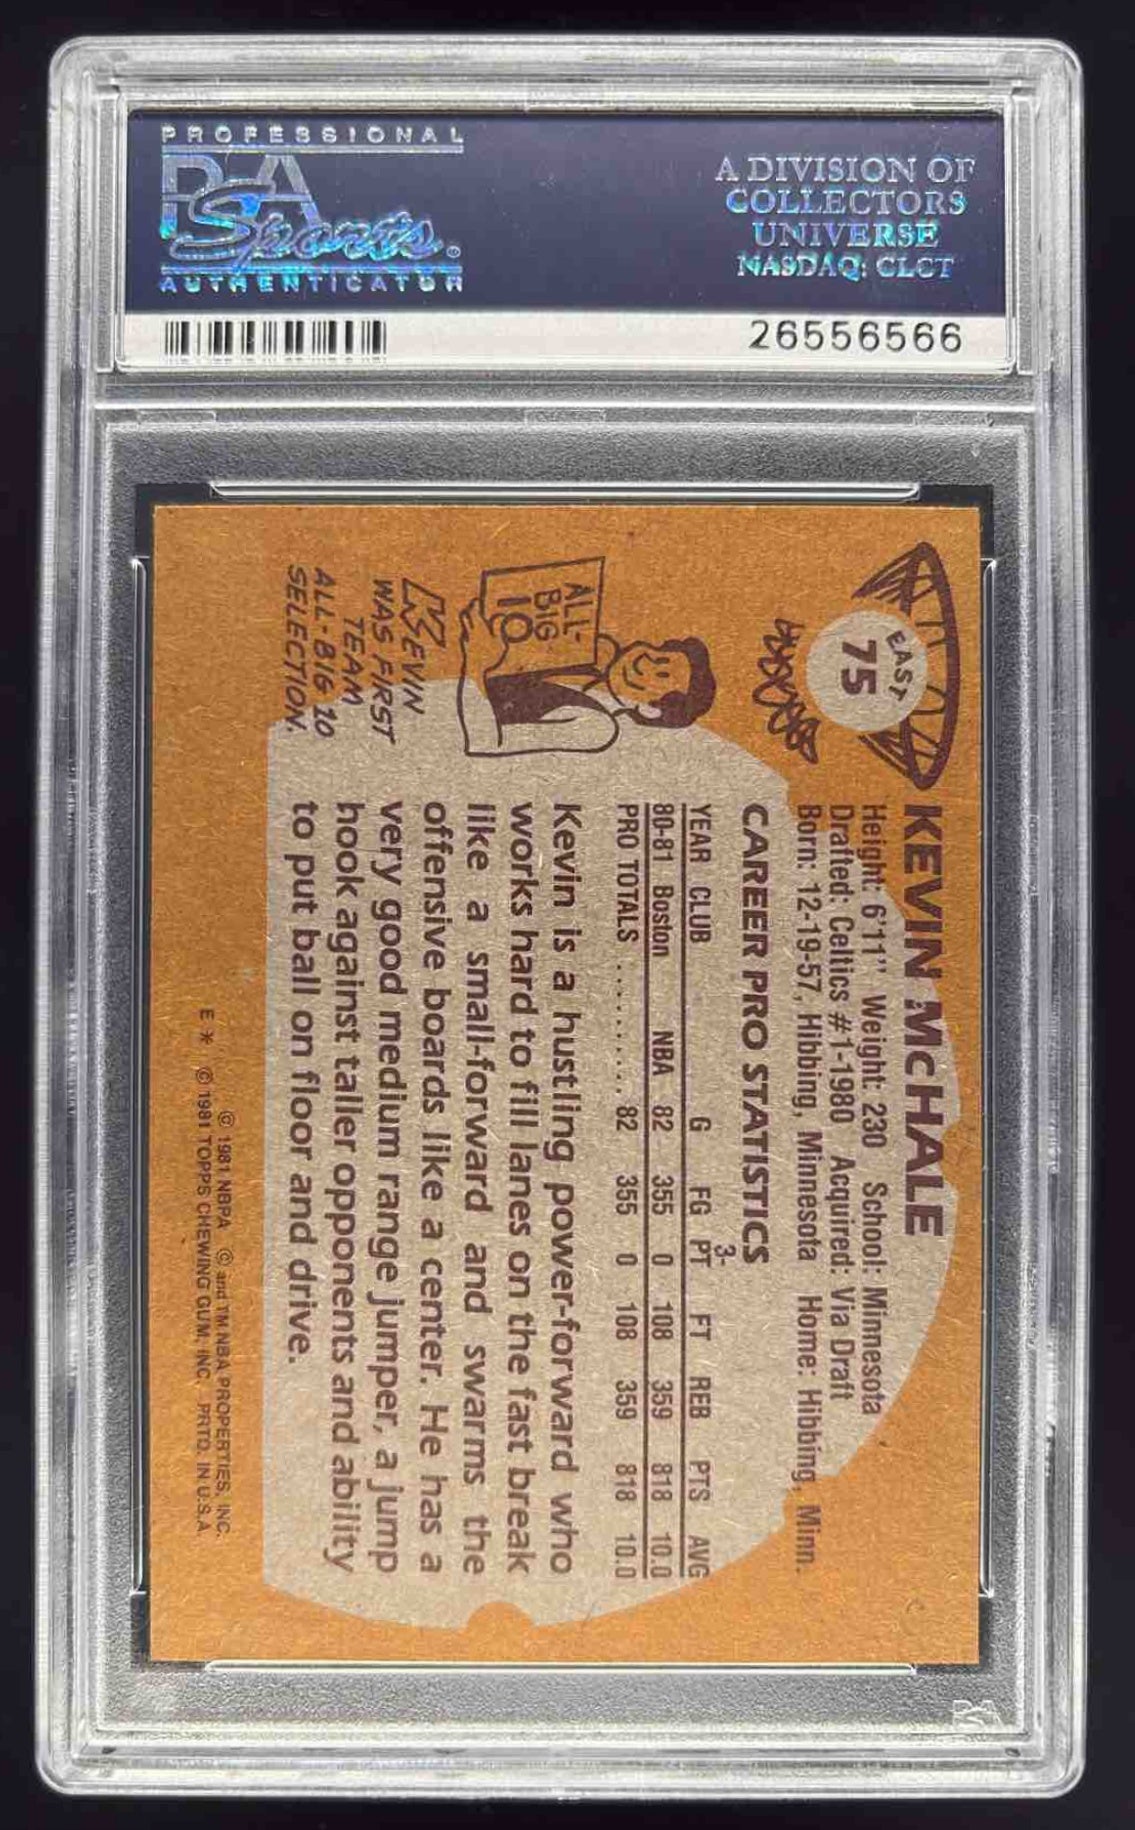 PROFESSIONAL
PSA
Sports
AUTHENTICATOR
A DIVISION OF
COLLECTORS
UNIVERSE
NASDAQ: CLCT
26556566
EAST
75
KEVIN McHALE
Height: 6'11" Weight: 230 School: Minnesota
Drafted: Celtics #1-1980 Acquired: Via Draft
Born: 12-19-57, Hibbing, Minnesota Home: Hibbing, Minn.
CAREER PRO STATISTICS
YEAR CLUB G FG 3-PT FT REB PTS AVG
80-81 Boston NBA 82 355 0 108 359 818 10.0
PRO TOTALS .......... 82 355 0 108 359 818 10.0
Kevin is a hustling power-forward who
works hard to fill lanes on the fast break
like a small-forward and swarms the
offensive boards like a center. He has a
very good medium range jumper, a jump
hook against taller opponents and ability
to put ball on floor and drive.
ALL-
BIG
10
KEVIN
WAS FIRST
TEAM
ALL-BIG 10
SELECTION.
© 1981 NBPA © and TM NBA PROPERTIES, INC.
E * © 1981 TOPPS CHEWING GUM, INC. PRTD. IN U.S.A.
PSA